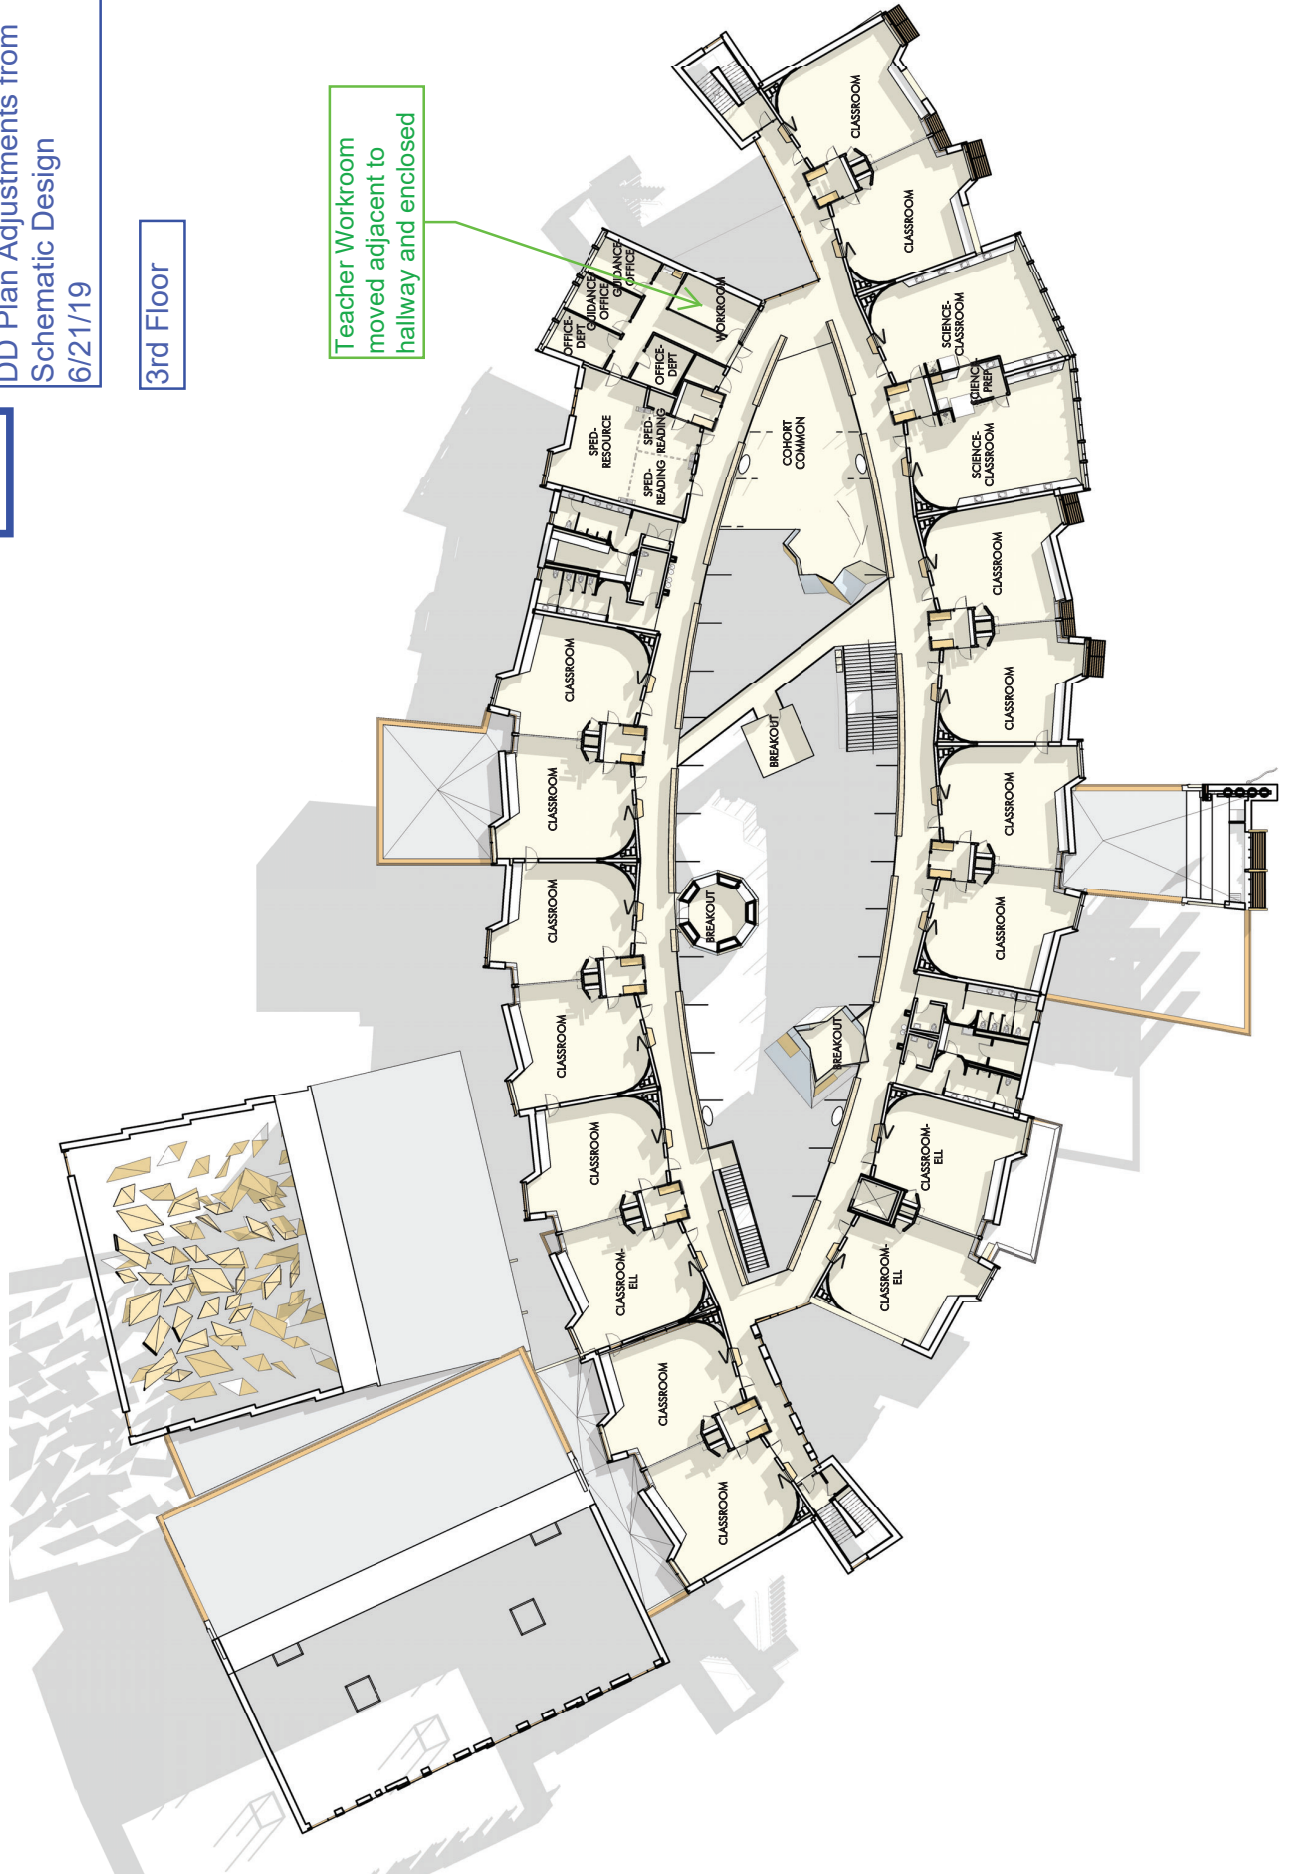 DD Plan Adjustments from
Schematic Design
6/21/19
3rd Floor
Teacher Workroom
moved adjacent to
hallway and enclosed
CLASSROOM
CLASSROOM
GUIDANCE-
OFFICE
GUIDANCE-
OFFICE
OFFICE-
DEPT
OFFICE-
DEPT
WORKROOM
SPED-
RESOURCE
SPED-
READING
SPED-
READING
COHORT
COMMON
SCIENCE-
CLASSROOM
SCIENCE-
PREP
SCIENCE-
CLASSROOM
CLASSROOM
CLASSROOM
CLASSROOM
CLASSROOM
CLASSROOM
CLASSROOM
CLASSROOM
CLASSROOM
BREAKOUT
BREAKOUT
BREAKOUT
CLASSROOM
CLASSROOM-
ELL
CLASSROOM-
ELL
CLASSROOM-
ELL
CLASSROOM
CLASSROOM